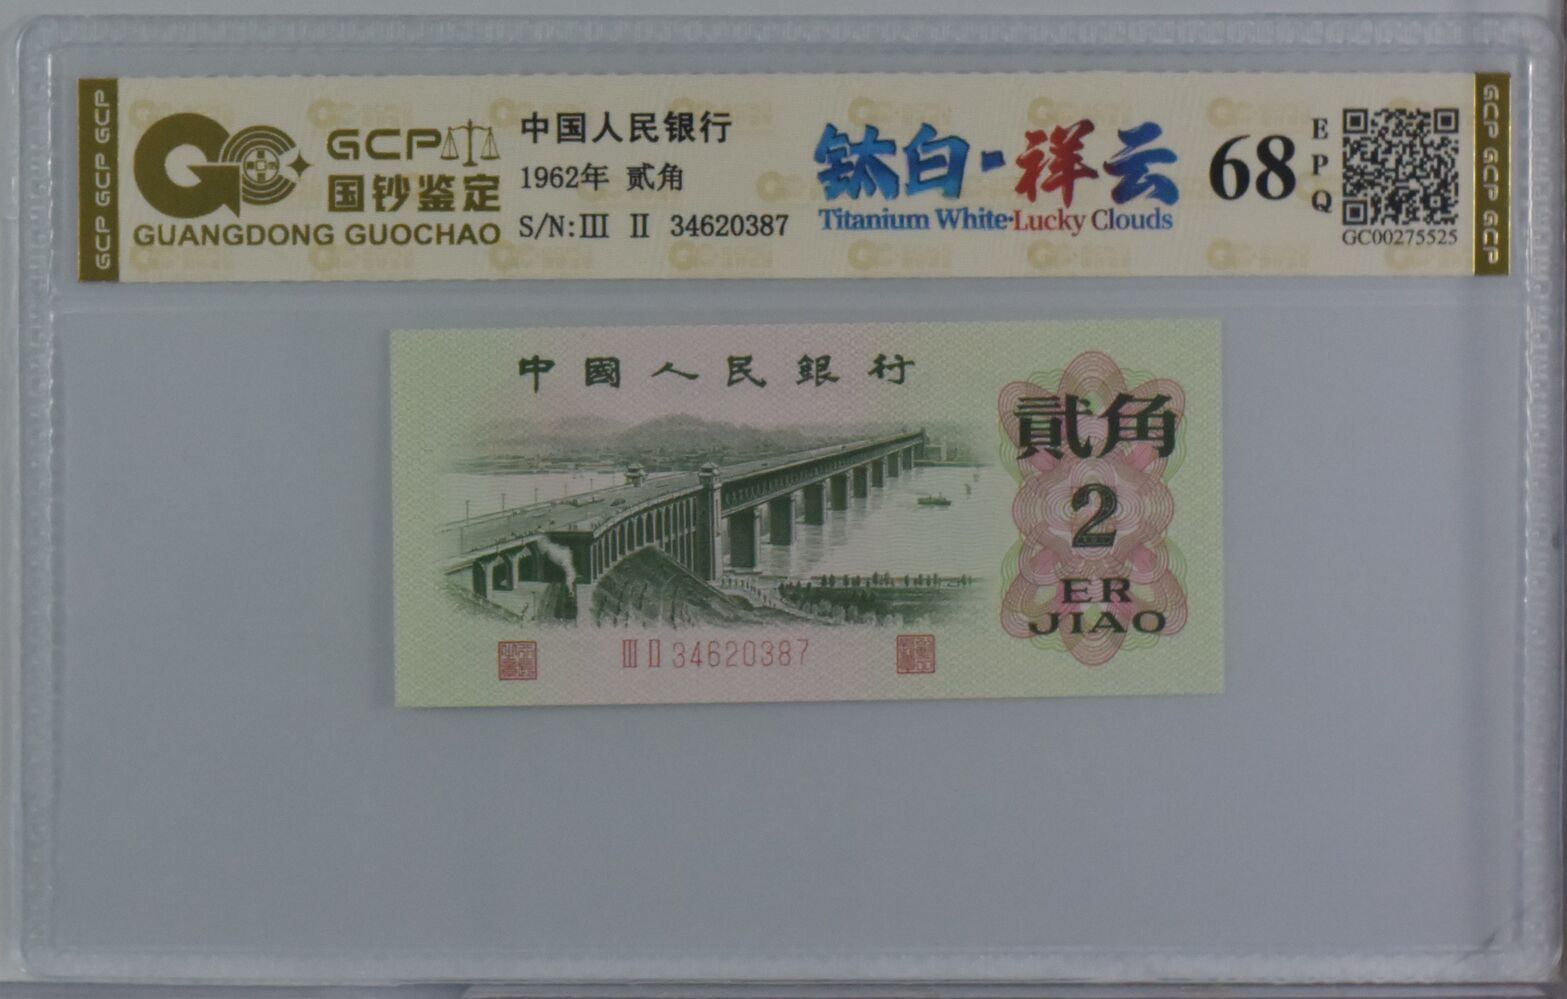 GCP GCP GCP
GCP
国钞鉴定
GUANGDONG GUOCHAO
中国人民银行
1962年 贰角
S/N:Ⅲ Ⅱ 34620387
钛白-祥云
Titanium White·Lucky Clouds
68
EPQ
GC00275525
GCP GCP GCP
中國人民銀行
貳角
2
ER
JIAO
Ⅲ Ⅱ 34620387